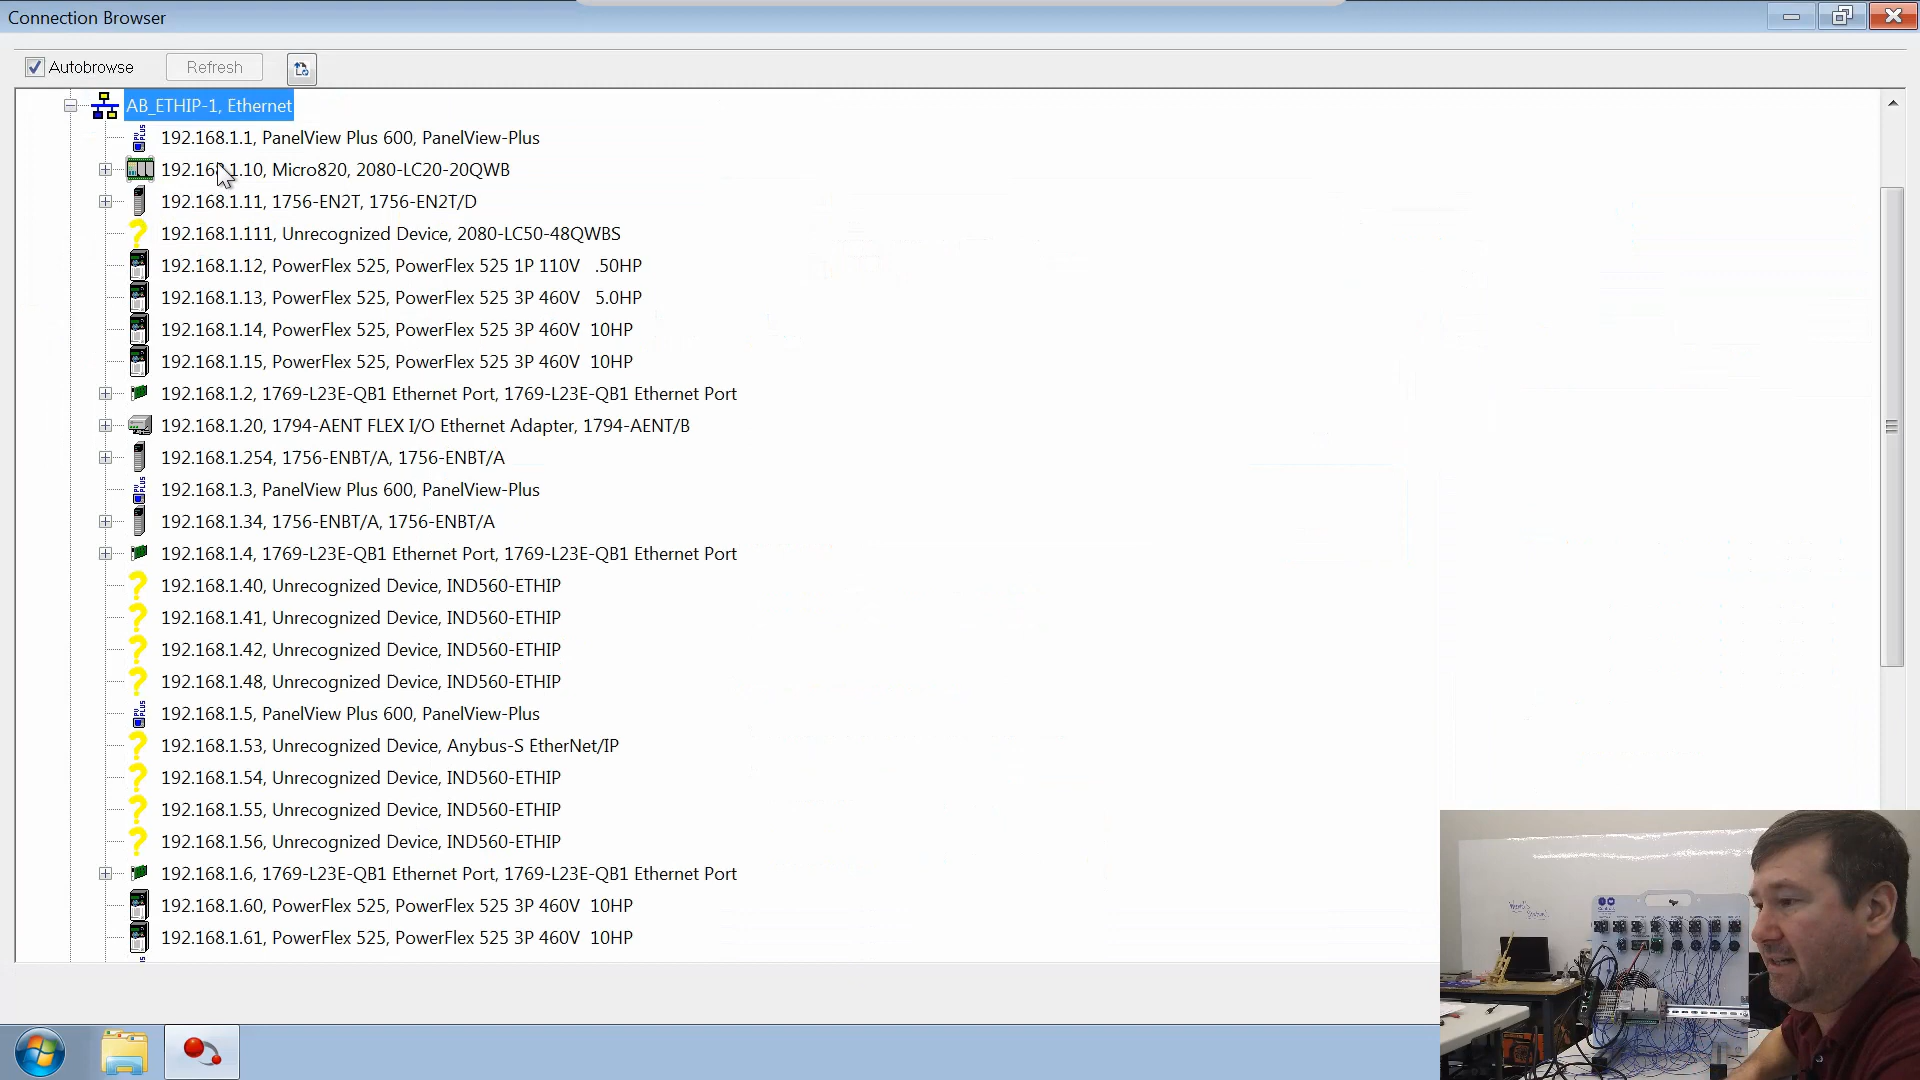 Connection Browser
Autobrowse
Refresh
AB_ETHIP-1, Ethernet
192.168.1.1, PanelView Plus 600, PanelView-Plus
192.168.1.10, Micro820, 2080-LC20-20QWB
192.168.1.11, 1756-EN2T, 1756-EN2T/D
192.168.1.111, Unrecognized Device, 2080-LC50-48QWBS
192.168.1.12, PowerFlex 525, PowerFlex 525 1P 110V .50HP
192.168.1.13, PowerFlex 525, PowerFlex 525 3P 460V 5.0HP
192.168.1.14, PowerFlex 525, PowerFlex 525 3P 460V 10HP
192.168.1.15, PowerFlex 525, PowerFlex 525 3P 460V 10HP
192.168.1.2, 1769-L23E-QB1 Ethernet Port, 1769-L23E-QB1 Ethernet Port
192.168.1.20, 1794-AENT FLEX I/O Ethernet Adapter, 1794-AENT/B
192.168.1.254, 1756-ENBT/A, 1756-ENBT/A
192.168.1.3, PanelView Plus 600, PanelView-Plus
192.168.1.34, 1756-ENBT/A, 1756-ENBT/A
192.168.1.4, 1769-L23E-QB1 Ethernet Port, 1769-L23E-QB1 Ethernet Port
192.168.1.40, Unrecognized Device, IND560-ETHIP
192.168.1.41, Unrecognized Device, IND560-ETHIP
192.168.1.42, Unrecognized Device, IND560-ETHIP
192.168.1.48, Unrecognized Device, IND560-ETHIP
192.168.1.5, PanelView Plus 600, PanelView-Plus
192.168.1.53, Unrecognized Device, Anybus-S EtherNet/IP
192.168.1.54, Unrecognized Device, IND560-ETHIP
192.168.1.55, Unrecognized Device, IND560-ETHIP
192.168.1.56, Unrecognized Device, IND560-ETHIP
192.168.1.6, 1769-L23E-QB1 Ethernet Port, 1769-L23E-QB1 Ethernet Port
192.168.1.60, PowerFlex 525, PowerFlex 525 3P 460V 10HP
192.168.1.61, PowerFlex 525, PowerFlex 525 3P 460V 10HP